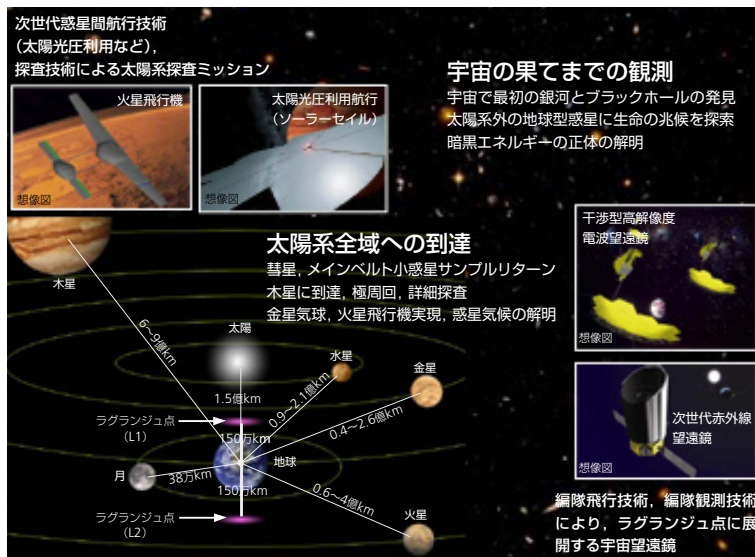 次世代惑星間航行技術
（太陽光圧利用など），
探査技術による太陽系探査ミッション
火星飛行機
想像図
太陽光圧利用航行
（ソーラーセイル）
想像図
宇宙の果てまでの観測
宇宙で最初の銀河とブラックホールの発見
太陽系外の地球型惑星に生命の兆候を探索
暗黒エネルギーの正体の解明
干渉型高解像度
電波望遠鏡
想像図
太陽系全域への到達
彗星，メインベルト小惑星サンプルリターン
木星に到達，極周回，詳細探査
金星気球，火星飛行機実現，惑星気候の解明
木星
6〜9億km
太陽
1.5億km
水星
0.9〜2.1億km
金星
0.4〜2.6億km
ラグランジュ点
（L1）
150万km
地球
月
38万km
150万km
0.6〜4億km
ラグランジュ点
（L2）
火星
次世代赤外線
望遠鏡
想像図
編隊飛行技術，編隊観測技術
により，ラグランジュ点に展
開する宇宙望遠鏡